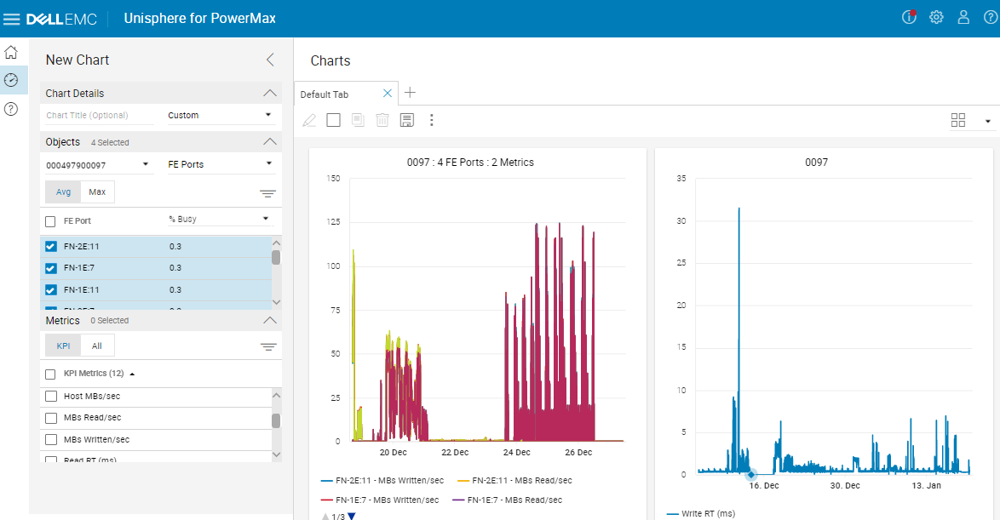 DELLEMC Unisphere for PowerMax
New Chart
Chart Details
Chart Title (Optional) Custom
Objects 4 Selected
000497900097 FE Ports
Avg Max
FE Port % Busy
FN-2E:11 0.3
FN-1E:7 0.3
FN-1E:11 0.3
Metrics 0 Selected
KPI All
KPI Metrics (12)
Host MBs/sec
MBs Read/sec
MBs Written/sec
Read RT (ms)
Charts
Default Tab
0097 : 4 FE Ports : 2 Metrics
150
125
100
75
50
25
0
20 Dec 22 Dec 24 Dec 26 Dec
FN-2E:11 - MBs Written/sec FN-2E:11 - MBs Read/sec
FN-1E:7 - MBs Written/sec FN-1E:7 - MBs Read/sec
1/3
0097
35
30
25
20
15
10
5
0
16. Dec 30. Dec 13. Jan
Write RT (ms)